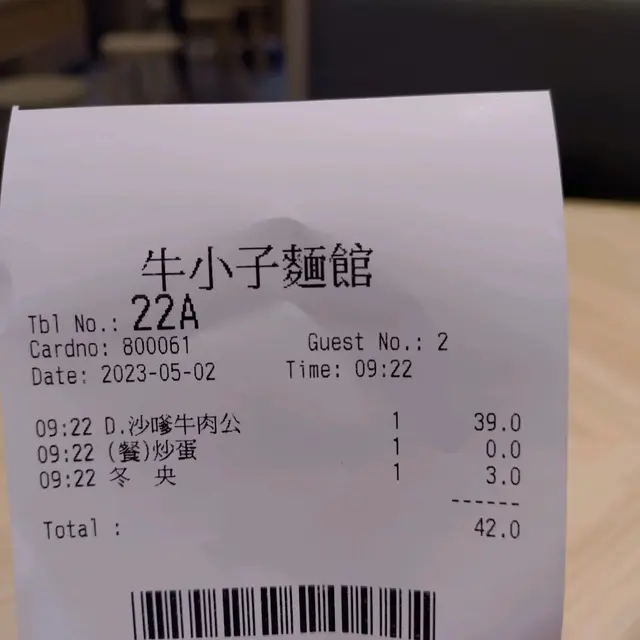 牛小子麵館
Tbl No.: 22A
Cardno: 800061 Guest No.: 2
Date: 2023-05-02 Time: 09:22
09:22 D.沙嗲牛肉公 1 39.0
09:22 (餐)炒蛋 1 0.0
09:22 冬 央 1 3.0
------
Total : 42.0